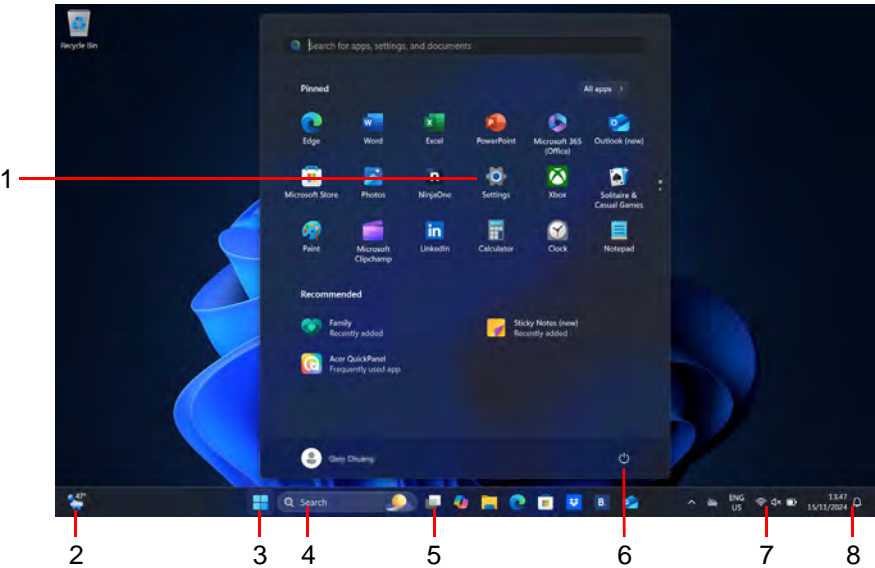 Recycle Bin
Search for apps, settings, and documents
Pinned
All apps >
Edge
Word
Excel
PowerPoint
Microsoft 365
(Office)
Outlook (new)
1
Microsoft Store
Photos
NinjaOne
Settings
Xbox
Solitaire &
Casual Games
Paint
Microsoft
Clipchamp
LinkedIn
Calculator
Clock
Notepad
Recommended
Family
Recently added
Sticky Notes (new)
Recently added
Acer QuickPanel
Frequently used app
47°
Search
ENG
US
13:47
15/11/2024
2
3
4
5
6
7
8